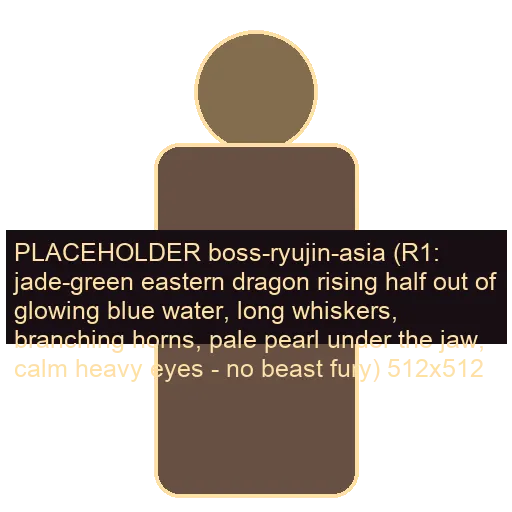 PLACEHOLDER boss-ryujin-asia (R1:
jade-green eastern dragon rising half out of
glowing blue water, long whiskers,
branching horns, pale pearl under the jaw,
calm heavy eyes - no beast fury) 512x512